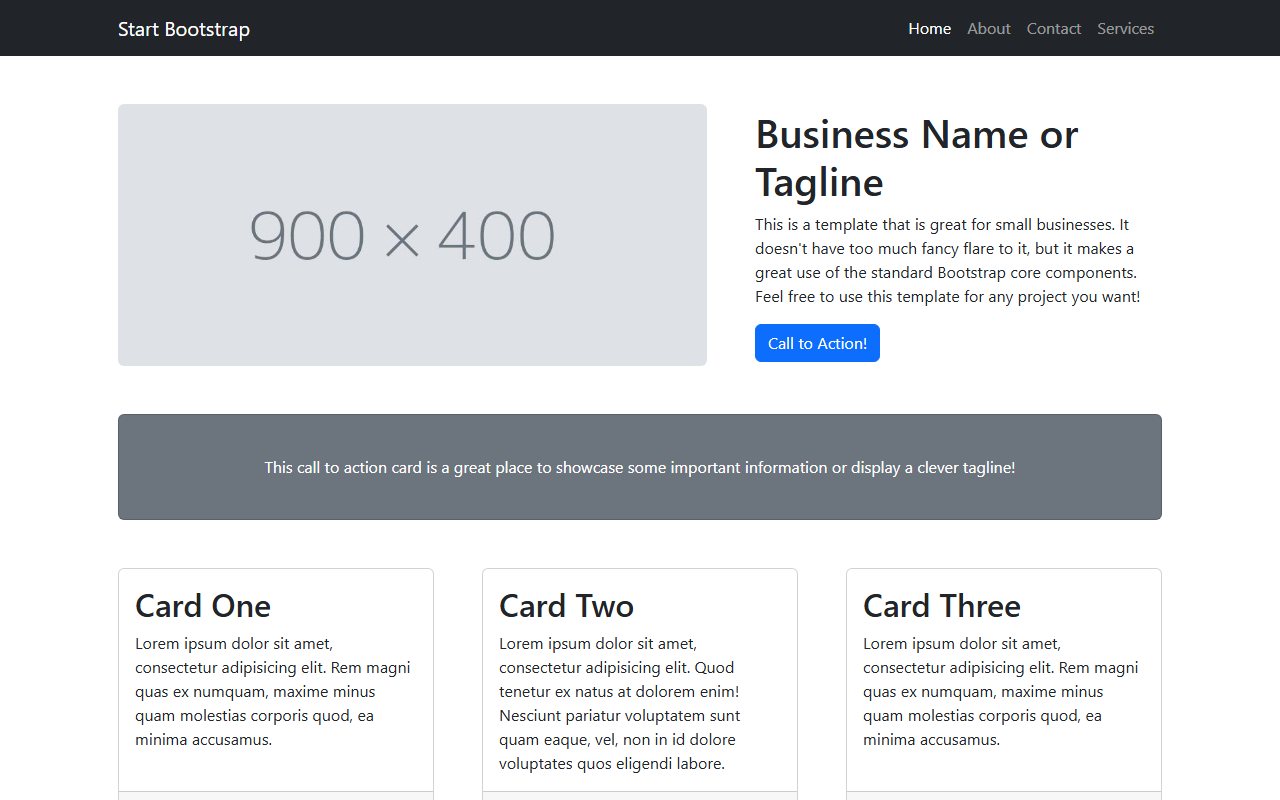 Start Bootstrap
Home About Contact Services
900 × 400
Business Name or
Tagline
This is a template that is great for small businesses. It
doesn't have too much fancy flare to it, but it makes a
great use of the standard Bootstrap core components.
Feel free to use this template for any project you want!
Call to Action!
This call to action card is a great place to showcase some important information or display a clever tagline!
Card One
Lorem ipsum dolor sit amet,
consectetur adipisicing elit. Rem magni
quas ex numquam, maxime minus
quam molestias corporis quod, ea
minima accusamus.
Card Two
Lorem ipsum dolor sit amet,
consectetur adipisicing elit. Quod
tenetur ex natus at dolorem enim!
Nesciunt pariatur voluptatem sunt
quam eaque, vel, non in id dolore
voluptates quos eligendi labore.
Card Three
Lorem ipsum dolor sit amet,
consectetur adipisicing elit. Rem magni
quas ex numquam, maxime minus
quam molestias corporis quod, ea
minima accusamus.